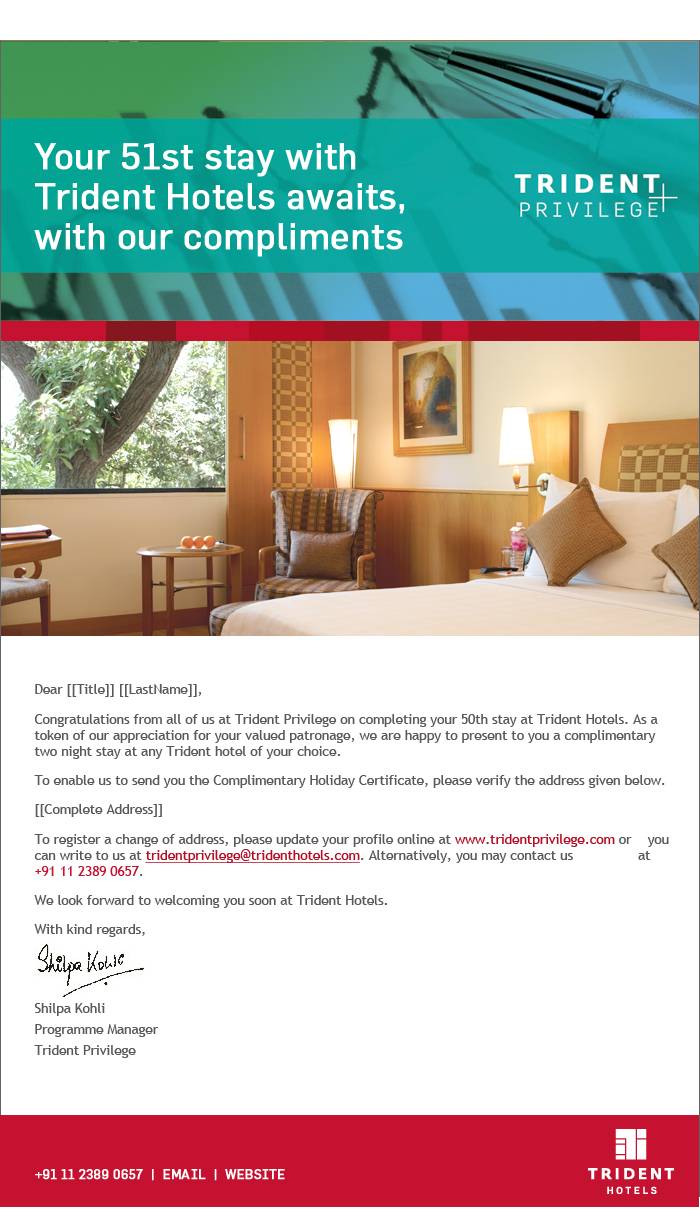 Your 51st stay with
Trident Hotels awaits,
with our compliments
TRIDENT
PRIVILEGE
Dear [[Title]] [[LastName]],
Congratulations from all of us at Trident Privilege on completing your 50th stay at Trident Hotels. As a
token of our appreciation for your valued patronage, we are happy to present to you a complimentary
two night stay at any Trident hotel of your choice.
To enable us to send you the Complimentary Holiday Certificate, please verify the address given below.
[[Complete Address]]
To register a change of address, please update your profile online at www.tridentprivilege.com or you
can write to us at tridentprivilege@tridenthotels.com. Alternatively, you may contact us at
+91 11 2389 0657.
We look forward to welcoming you soon at Trident Hotels.
With kind regards,
Shilpa Kohli
Shilpa Kohli
Programme Manager
Trident Privilege
+91 11 2389 0657 | EMAIL | WEBSITE
TRIDENT
HOTELS